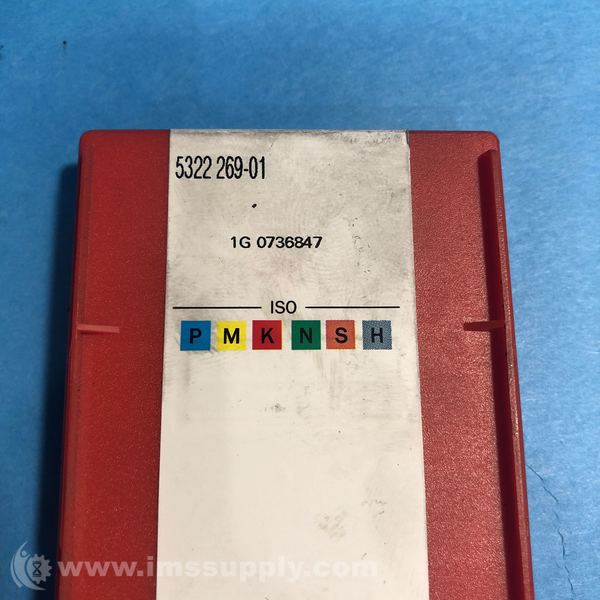 5322 269-01
1G 0736847
ISO
P M K N S H
www.imssupply.com